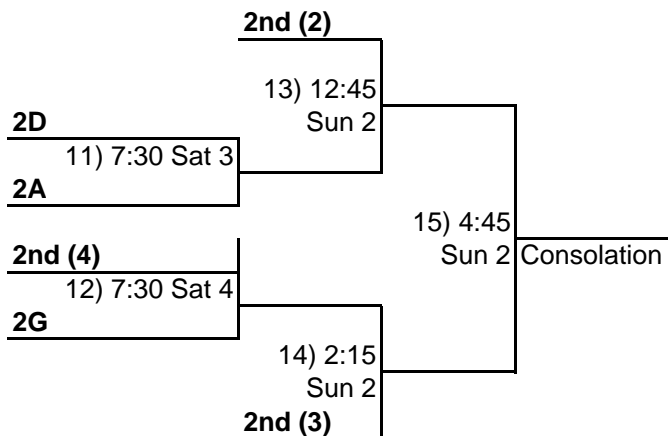 2nd (2)
13) 12:45
Sun 2
2D
11) 7:30 Sat 3
2A
15) 4:45
Sun 2
Consolation
2nd (4)
12) 7:30 Sat 4
2G
14) 2:15
Sun 2
2nd (3)